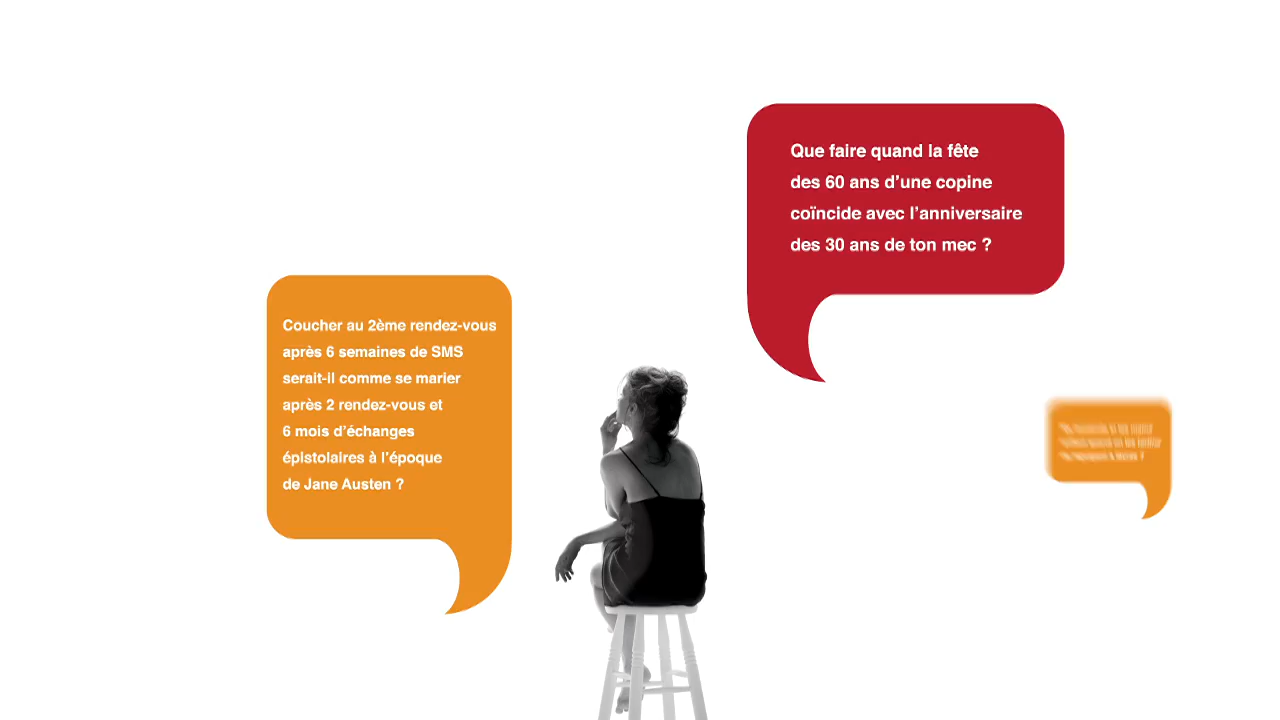 Coucher au 2ème rendez-vous
après 6 semaines de SMS
serait-il comme se marier
après 2 rendez-vous et
6 mois d’échanges
épistolaires à l’époque
de Jane Austen ?
Que faire quand la fête
des 60 ans d’une copine
coïncide avec l’anniversaire
des 30 ans de ton mec ?